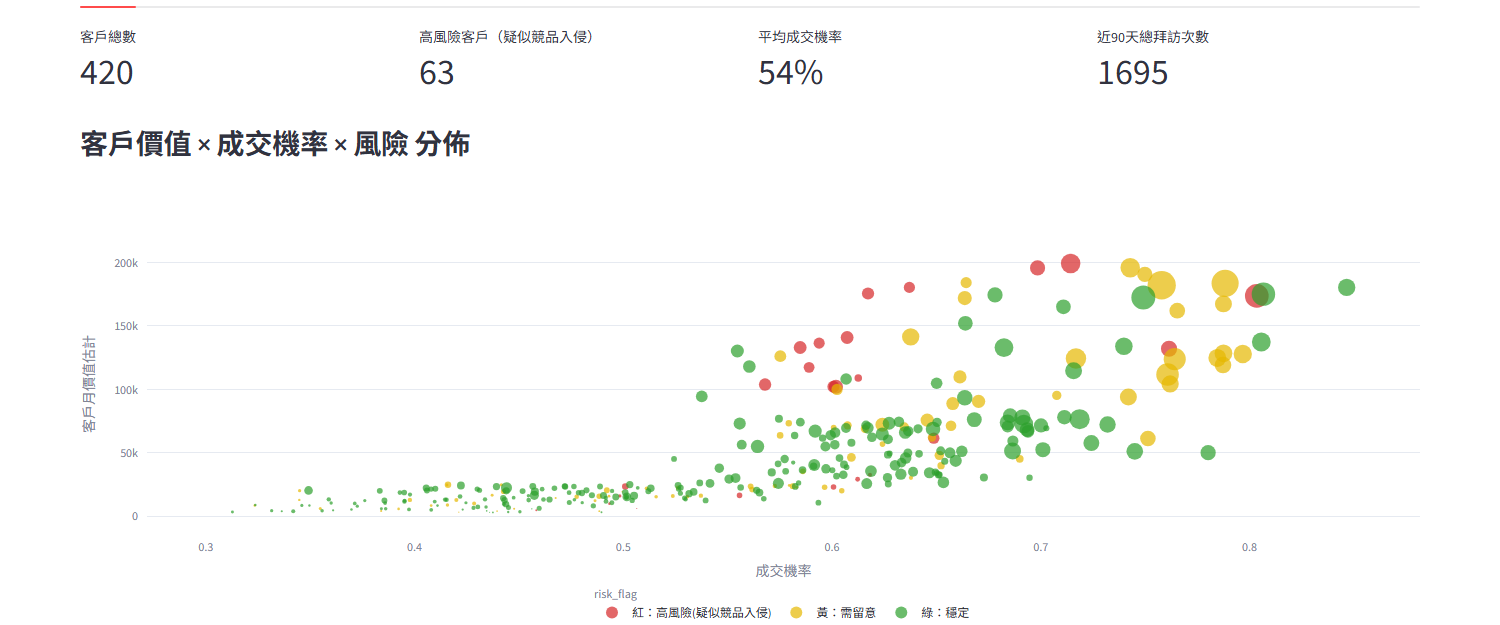 客戶總數
420
高風險客戶（疑似競品入侵）
63
平均成交機率
54%
近90天總拜訪次數
1695
客戶價值 × 成交機率 × 風險 分佈
客戶月價值估計
200k
150k
100k
50k
0
0.3
0.4
0.5
0.6
0.7
0.8
成交機率
risk_flag
紅：高風險(疑似競品入侵)
黃：需留意
綠：穩定